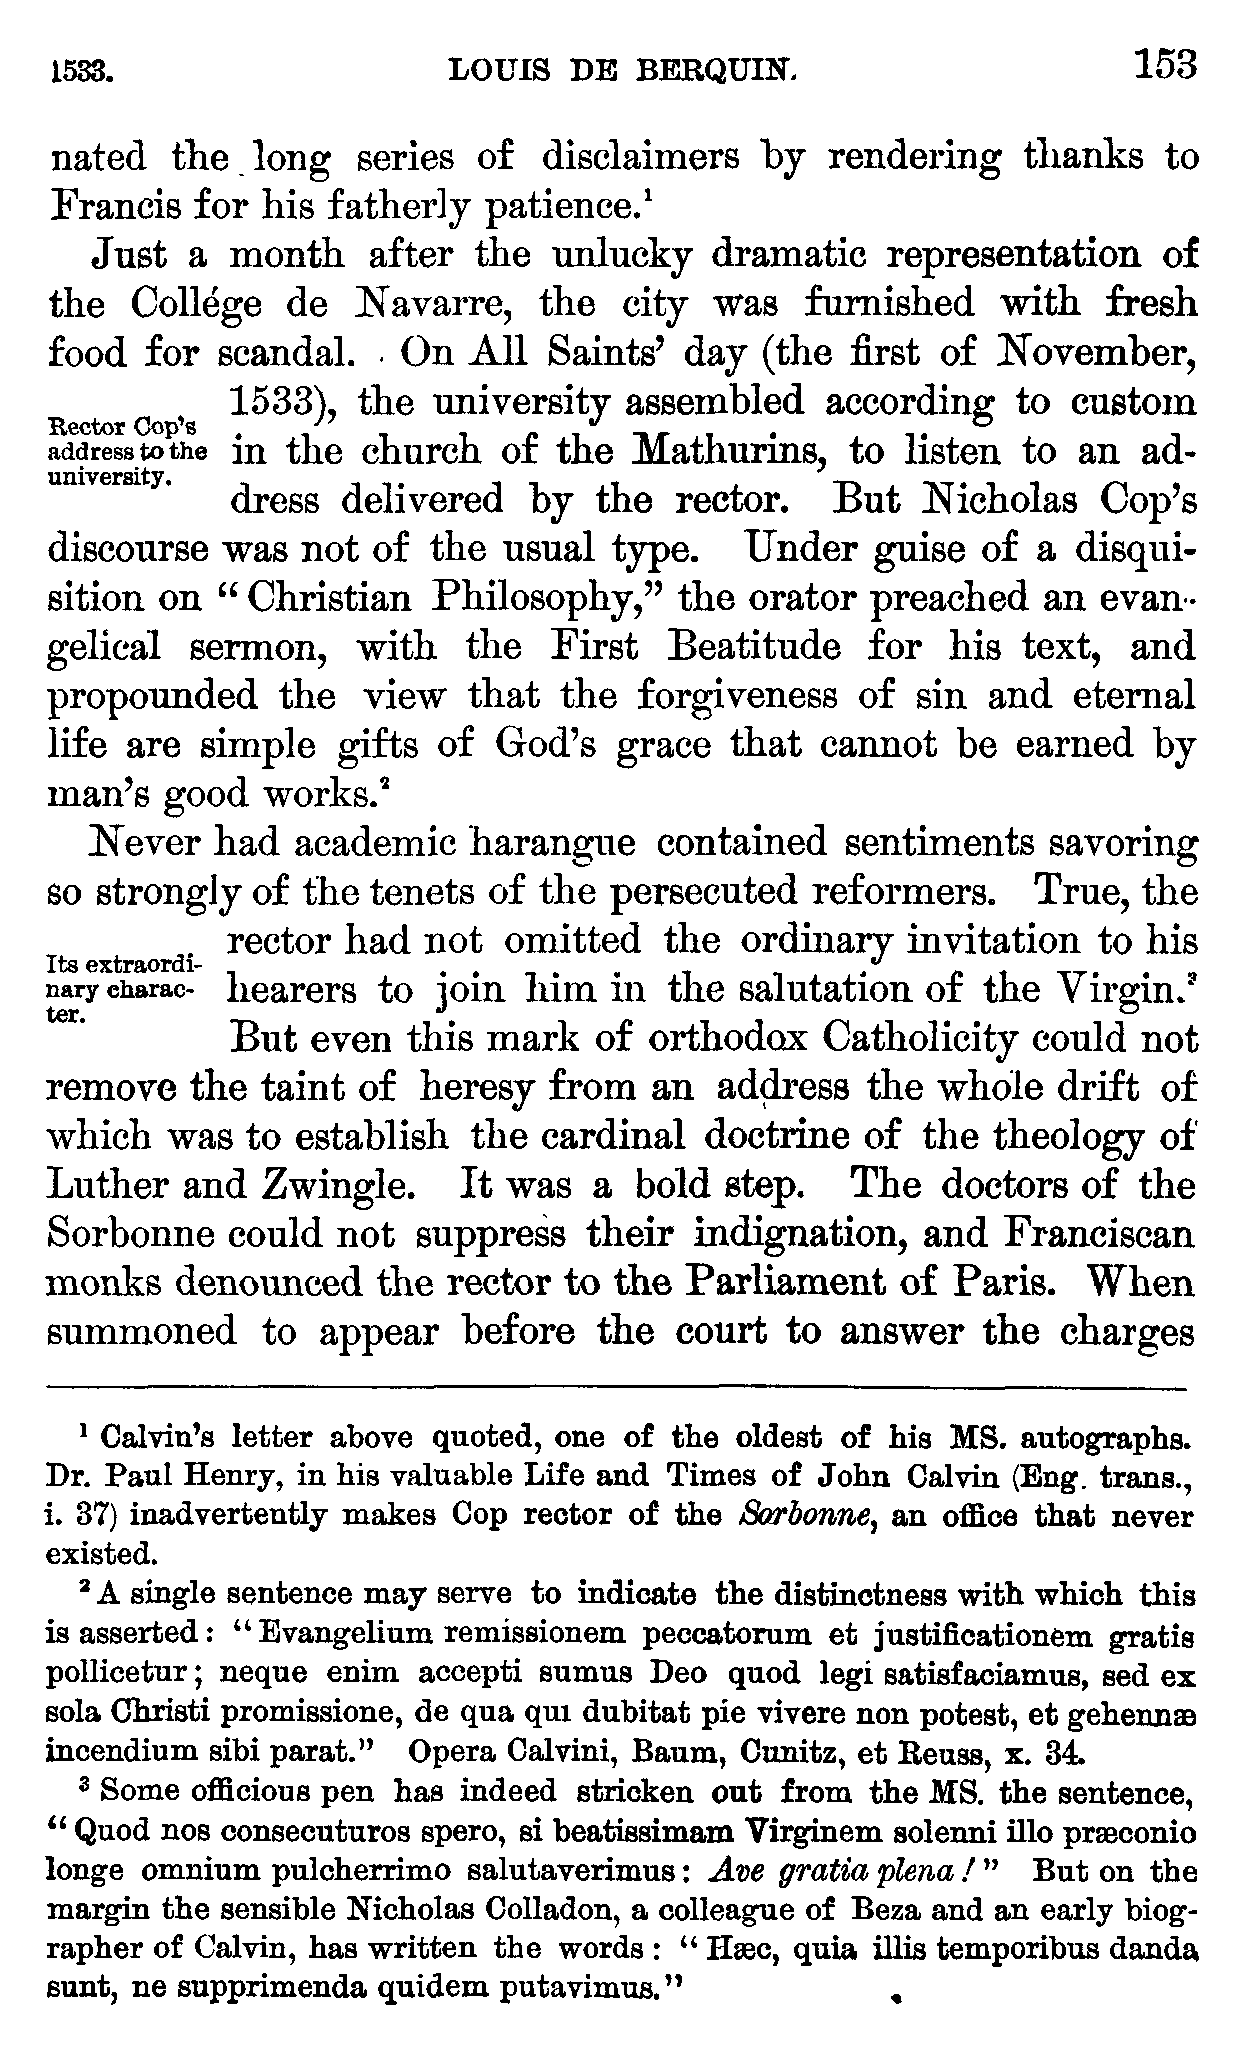 1533. LOUIS DE BERQUIN. 153
nated the long series of disclaimers by rendering thanks to
Francis for his fatherly patience.¹
Just a month after the unlucky dramatic representation of
the Collége de Navarre, the city was furnished with fresh
food for scandal. On All Saints’ day (the first of November,
1533), the university assembled according to custom
Rector Cop’s
address to the
university.
in the church of the Mathurins, to listen to an ad-
dress delivered by the rector. But Nicholas Cop’s
discourse was not of the usual type. Under guise of a disqui-
sition on “Christian Philosophy,” the orator preached an evan-
gelical sermon, with the First Beatitude for his text, and
propounded the view that the forgiveness of sin and eternal
life are simple gifts of God’s grace that cannot be earned by
man’s good works.²
Never had academic harangue contained sentiments savoring
so strongly of the tenets of the persecuted reformers. True, the
rector had not omitted the ordinary invitation to his
Its extraordi-
nary charac-
ter.
hearers to join him in the salutation of the Virgin.³
But even this mark of orthodox Catholicity could not
remove the taint of heresy from an address the whole drift of
which was to establish the cardinal doctrine of the theology of
Luther and Zwingle. It was a bold step. The doctors of the
Sorbonne could not suppress their indignation, and Franciscan
monks denounced the rector to the Parliament of Paris. When
summoned to appear before the court to answer the charges
¹ Calvin’s letter above quoted, one of the oldest of his MS. autographs.
Dr. Paul Henry, in his valuable Life and Times of John Calvin (Eng. trans.,
i. 37) inadvertently makes Cop rector of the Sorbonne, an office that never
existed.
² A single sentence may serve to indicate the distinctness with which this
is asserted: “Evangelium remissionem peccatorum et justificationem gratis
pollicetur; neque enim accepti sumus Deo quod legi satisfaciamus, sed ex
sola Christi promissione, de qua qui dubitat pie vivere non potest, et gehennæ
incendium sibi parat.” Opera Calvini, Baum, Cunitz, et Reuss, x. 34.
³ Some officious pen has indeed stricken out from the MS. the sentence,
“Quod nos consecuturos spero, si beatissimam Virginem solenni illo præconio
longe omnium pulcherrimo salutaverimus: Ave gratia plena!” But on the
margin the sensible Nicholas Colladon, a colleague of Beza and an early biog-
rapher of Calvin, has written the words: “Hæc, quia illis temporibus danda
sunt, ne supprimenda quidem putavimus.”